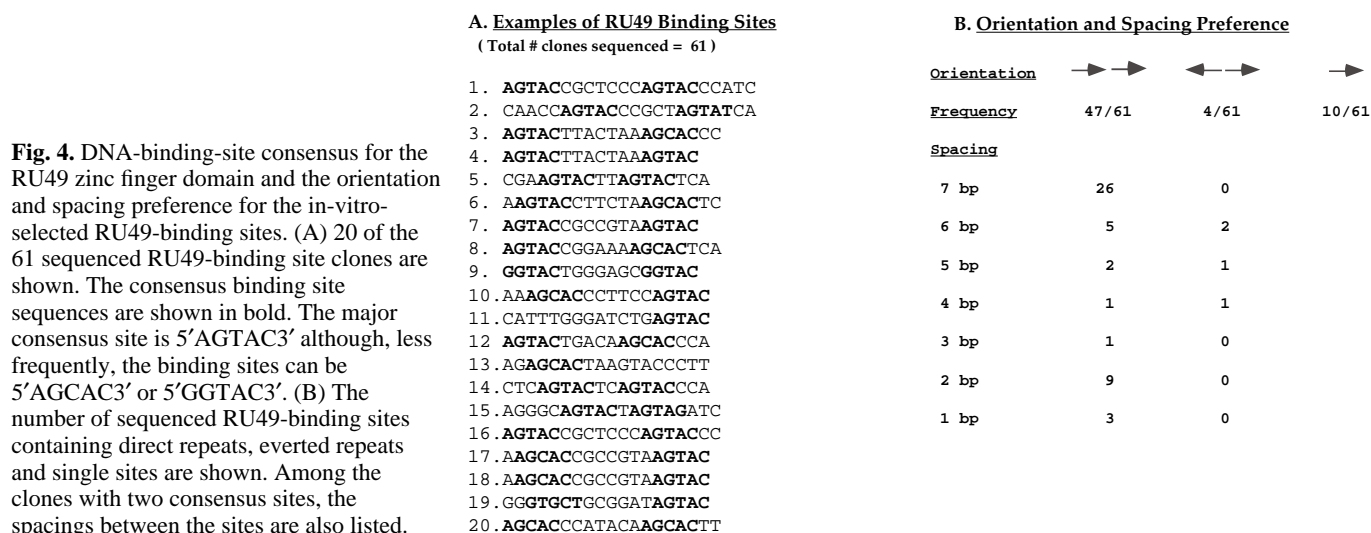 Fig. 4. DNA-binding-site consensus for the
RU49 zinc finger domain and the orientation
and spacing preference for the in-vitro-
selected RU49-binding sites. (A) 20 of the
61 sequenced RU49-binding site clones are
shown. The consensus binding site
sequences are shown in bold. The major
consensus site is 5′AGTAC3′ although, less
frequently, the binding sites can be
5′AGCAC3′ or 5′GGTAC3′. (B) The
number of sequenced RU49-binding sites
containing direct repeats, everted repeats
and single sites are shown. Among the
clones with two consensus sites, the
spacings between the sites are also listed.
A. Examples of RU49 Binding Sites
( Total # clones sequenced = 61 )
1. AGTACCGCTCCCAGTACCCATC
2. CAACCAGTACCCGCTAGTATCA
3. AGTACTTACTAAAGCACCC
4. AGTACTTACTAAAGTAC
5. CGAAGTACTTAGTACTCA
6. AAGTACCTTCTAAGCACTC
7. AGTACCGCCGTAAGTAC
8. AGTACCGGAAAAGCACTCA
9. GGTACTGGGAGCGGTAC
10.AAAGCACCCTTCCAGTAC
11.CATTTGGGATCTGAGTAC
12 AGTACTGACAAGCACCCA
13.AGAGCACTAAGTACCCTT
14.CTCAGTACTCAGTACCCA
15.AGGGCAGTACTAGTAGATC
16.AGTACCGCTCCCAGTACCC
17.AAGCACCGCCGTAAGTAC
18.AAGCACCGCCGTAAGTAC
19.GGGTGCTGCGGATAGTAC
20.AGCACCCATACAAGCACTT
B. Orientation and Spacing Preference
Orientation
Frequency 47/61 4/61 10/61
Spacing
7 bp 26 0
6 bp 5 2
5 bp 2 1
4 bp 1 1
3 bp 1 0
2 bp 9 0
1 bp 3 0